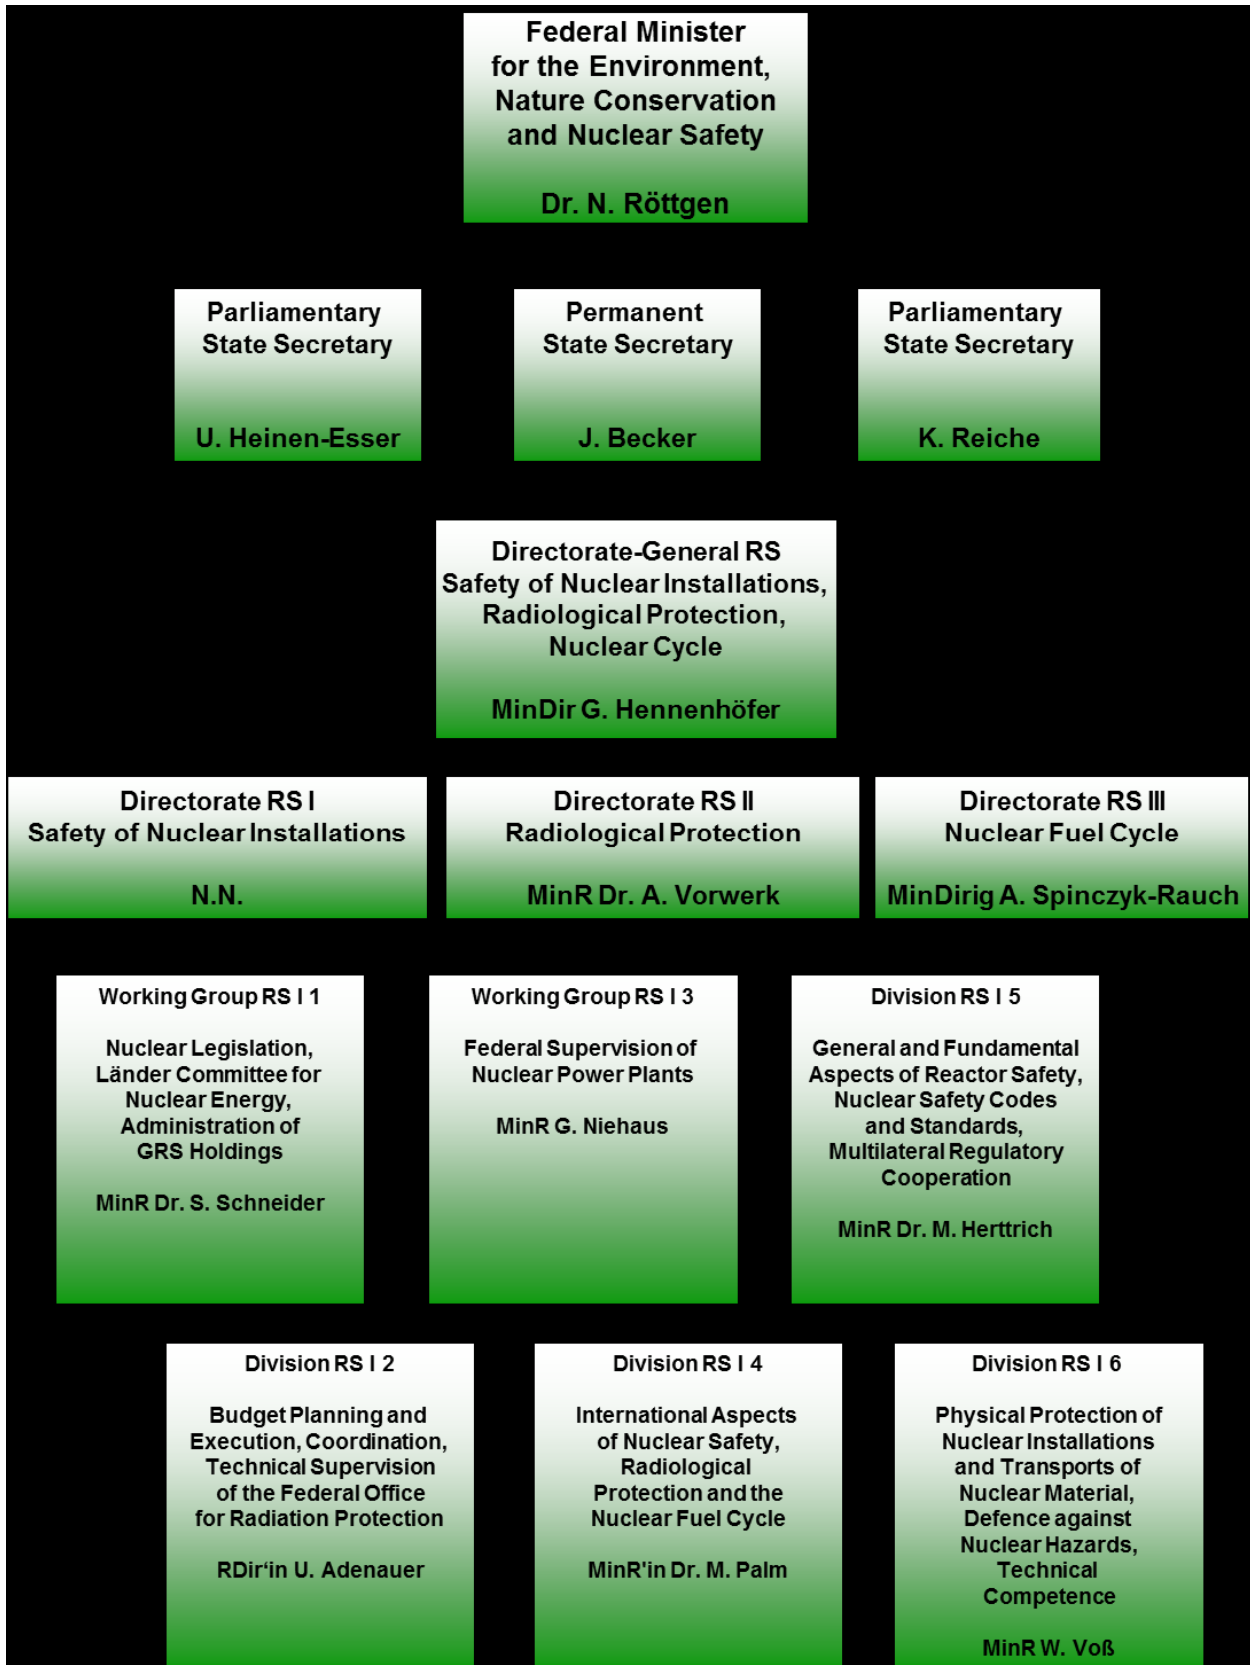 Federal Minister
for the Environment,
Nature Conservation
and Nuclear Safety
Dr. N. Röttgen
Parliamentary
State Secretary
U. Heinen-Esser
Permanent
State Secretary
J. Becker
Parliamentary
State Secretary
K. Reiche
Directorate-General RS
Safety of Nuclear Installations,
Radiological Protection,
Nuclear Cycle
MinDir G. Hennenhöfer
Directorate RS I
Safety of Nuclear Installations
N.N.
Directorate RS II
Radiological Protection
MinR Dr. A. Vorwerk
Directorate RS III
Nuclear Fuel Cycle
MinDirig A. Spinczyk-Rauch
Working Group RS I 1
Nuclear Legislation,
Länder Committee for
Nuclear Energy,
Administration of
GRS Holdings
MinR Dr. S. Schneider
Working Group RS I 3
Federal Supervision of
Nuclear Power Plants
MinR G. Niehaus
Division RS I 5
General and Fundamental
Aspects of Reactor Safety,
Nuclear Safety Codes
and Standards,
Multilateral Regulatory
Cooperation
MinR Dr. M. Herttrich
Division RS I 2
Budget Planning and
Execution, Coordination,
Technical Supervision
of the Federal Office
for Radiation Protection
RDir‘in U. Adenauer
Division RS I 4
International Aspects
of Nuclear Safety,
Radiological
Protection and the
Nuclear Fuel Cycle
MinR'in Dr. M. Palm
Division RS I 6
Physical Protection of
Nuclear Installations
and Transports of
Nuclear Material,
Defence against
Nuclear Hazards,
Technical
Competence
MinR W. Voß